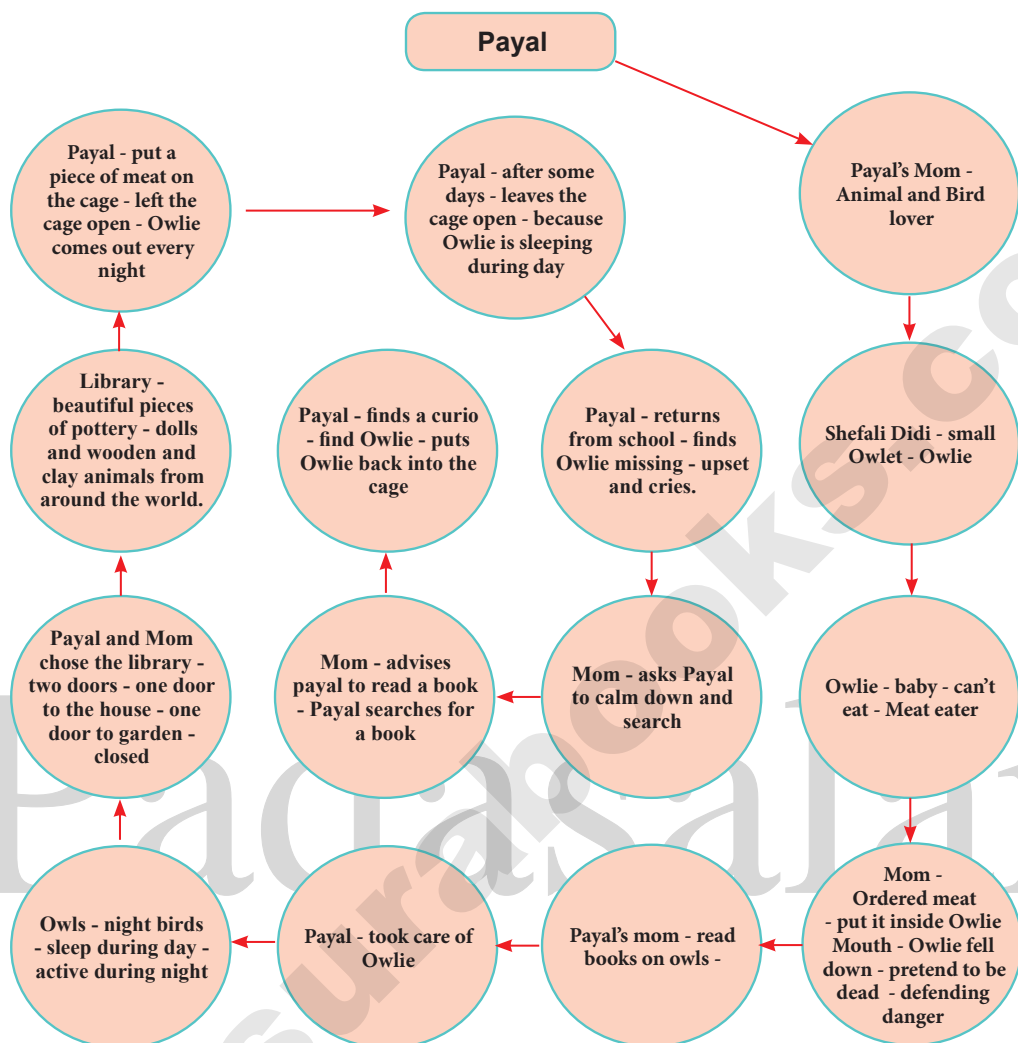 Payal
Payal’s Mom -
Animal and Bird
lover
Shefali Didi - small
Owlet - Owlie
Owlie - baby - can’t
eat - Meat eater
Mom -
Ordered meat
- put it inside Owlie
Mouth - Owlie fell
down - pretend to be
dead - defending
danger
Payal’s mom - read
books on owls -
Payal - took care of
Owlie
Owls - night birds
- sleep during day -
active during night
Payal and Mom
chose the library -
two doors - one door
to the house - one
door to garden -
closed
Library -
beautiful pieces
of pottery - dolls
and wooden and
clay animals from
around the world.
Payal - put a
piece of meat on
the cage - left the
cage open - Owlie
comes out every
night
Payal - after some
days - leaves the
cage open - because
Owlie is sleeping
during day
Payal - returns
from school - finds
Owlie missing - upset
and cries.
Mom - asks Payal
to calm down and
search
Mom - advises
payal to read a book
- Payal searches for
a book
Payal - finds a curio
- find Owlie - puts
Owlie back into the
cage